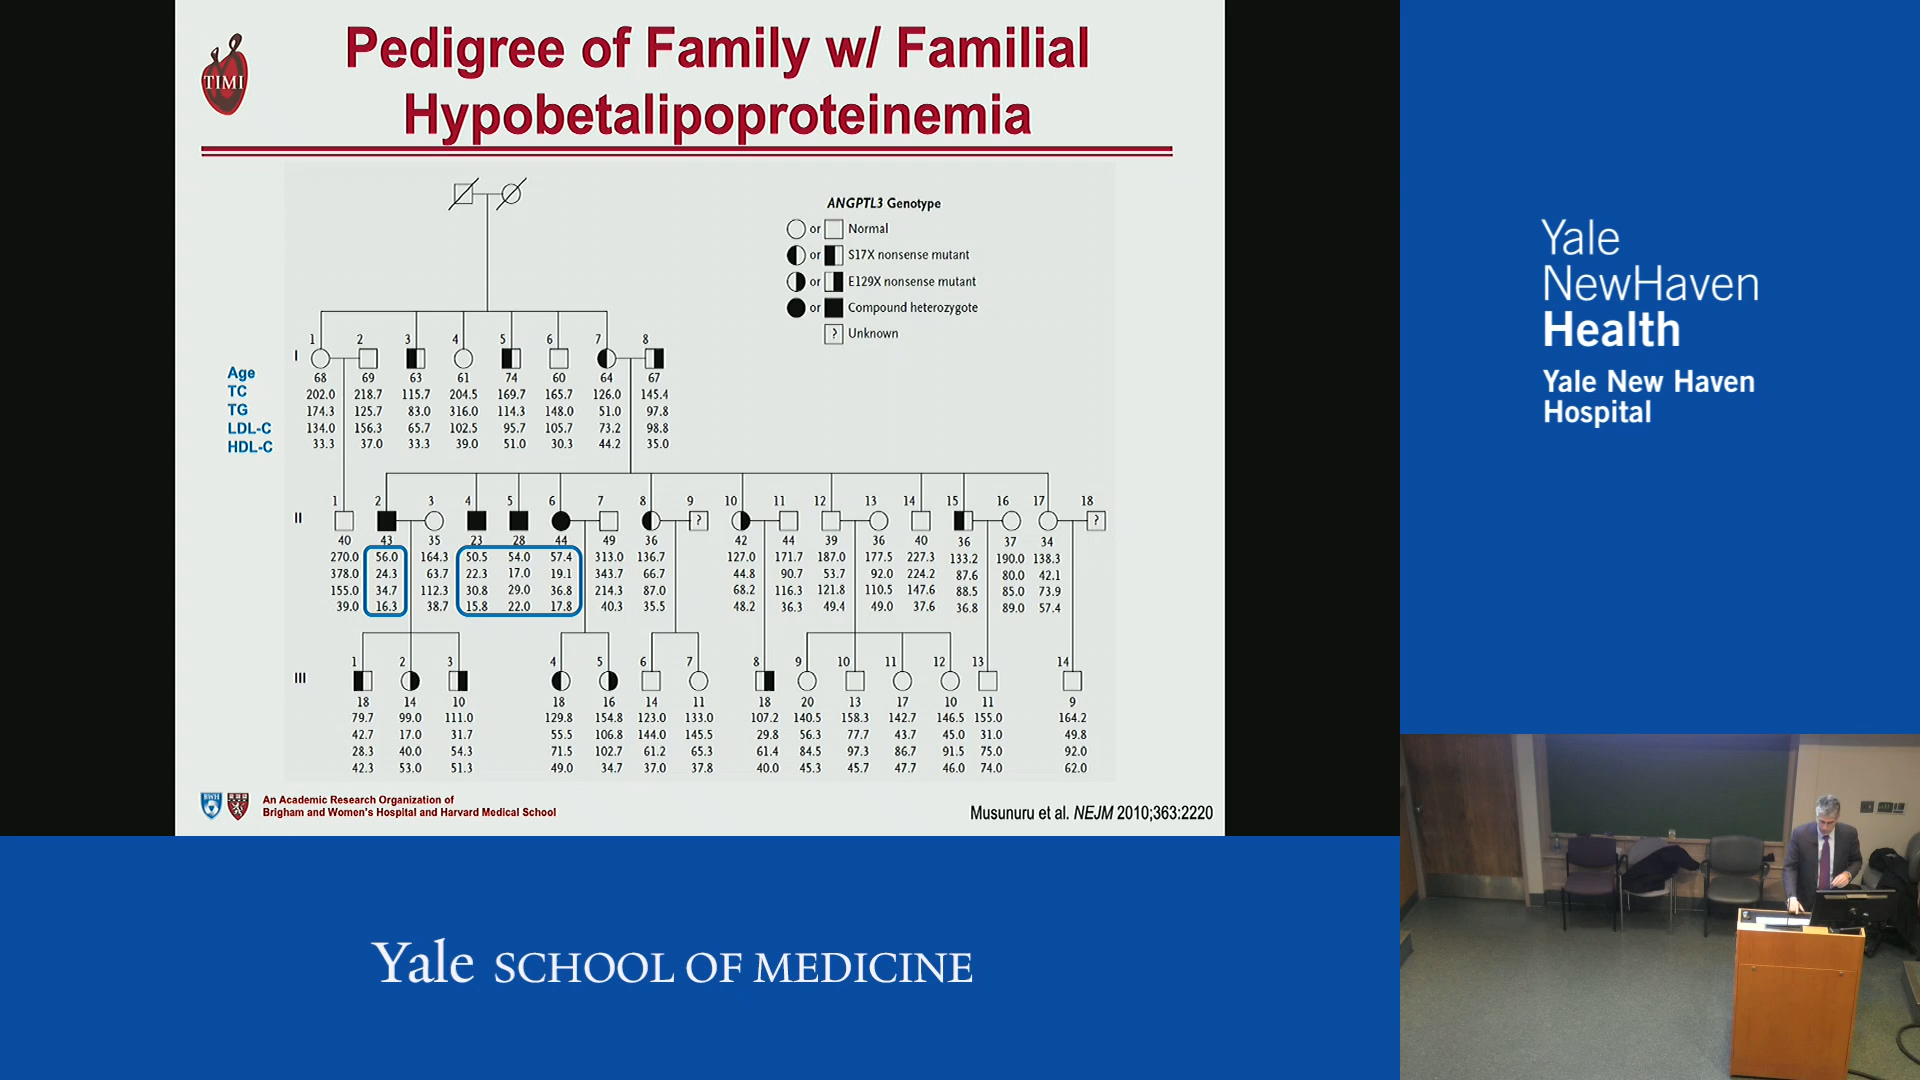 Pedigree of Family w/ Familial
Hypobetalipoproteinemia
TIMI
ANGPTL3 Genotype
or Normal
or S17X nonsense mutant
or E129X nonsense mutant
or Compound heterozygote
? Unknown
1 2 3 4 5 6 7 8
I
Age 68 69 63 61 74 60 64 67
TC 202.0 218.7 115.7 204.5 169.7 165.7 126.0 145.4
TG 174.3 125.7 83.0 316.0 114.3 148.0 51.0 97.8
LDL-C 134.0 156.3 65.7 102.5 95.7 105.7 73.2 98.8
HDL-C 33.3 37.0 33.3 39.0 51.0 30.3 44.2 35.0
1 2 3 4 5 6 7 8 9 10 11 12 13 14 15 16 17 18
II ? ?
40 43 35 23 28 44 49 36 42 44 39 36 40 36 37 34
270.0 56.0 164.3 50.5 54.0 57.4 313.0 136.7 127.0 171.7 187.0 177.5 227.3 133.2 190.0 138.3
378.0 24.3 63.7 22.3 17.0 19.1 343.7 66.7 44.8 90.7 53.7 92.0 224.2 87.6 80.0 42.1
155.0 34.7 112.3 30.8 29.0 36.8 214.3 87.0 68.2 116.3 121.8 110.5 147.6 88.5 85.0 73.9
39.0 16.3 38.7 15.8 22.0 17.8 40.3 35.5 48.2 36.3 49.4 49.0 37.6 36.8 89.0 57.4
1 2 3 4 5 6 7 8 9 10 11 12 13 14
III
18 14 10 18 16 14 11 18 20 13 17 10 11 9
79.7 99.0 111.0 129.8 154.8 123.0 133.0 107.2 140.5 158.3 142.7 146.5 155.0 164.2
42.7 17.0 31.7 55.5 106.8 144.0 145.5 29.8 56.3 77.7 43.7 45.0 31.0 49.8
28.3 40.0 54.3 71.5 102.7 61.2 65.3 61.4 84.5 97.3 86.7 91.5 75.0 92.0
42.3 53.0 51.3 49.0 34.7 37.0 37.8 40.0 45.3 45.7 47.7 46.0 74.0 62.0
BWH
An Academic Research Organization of
Brigham and Women's Hospital and Harvard Medical School
Musunuru et al. NEJM 2010;363:2220
Yale
NewHaven
Health
Yale New Haven
Hospital
Yale SCHOOL OF MEDICINE